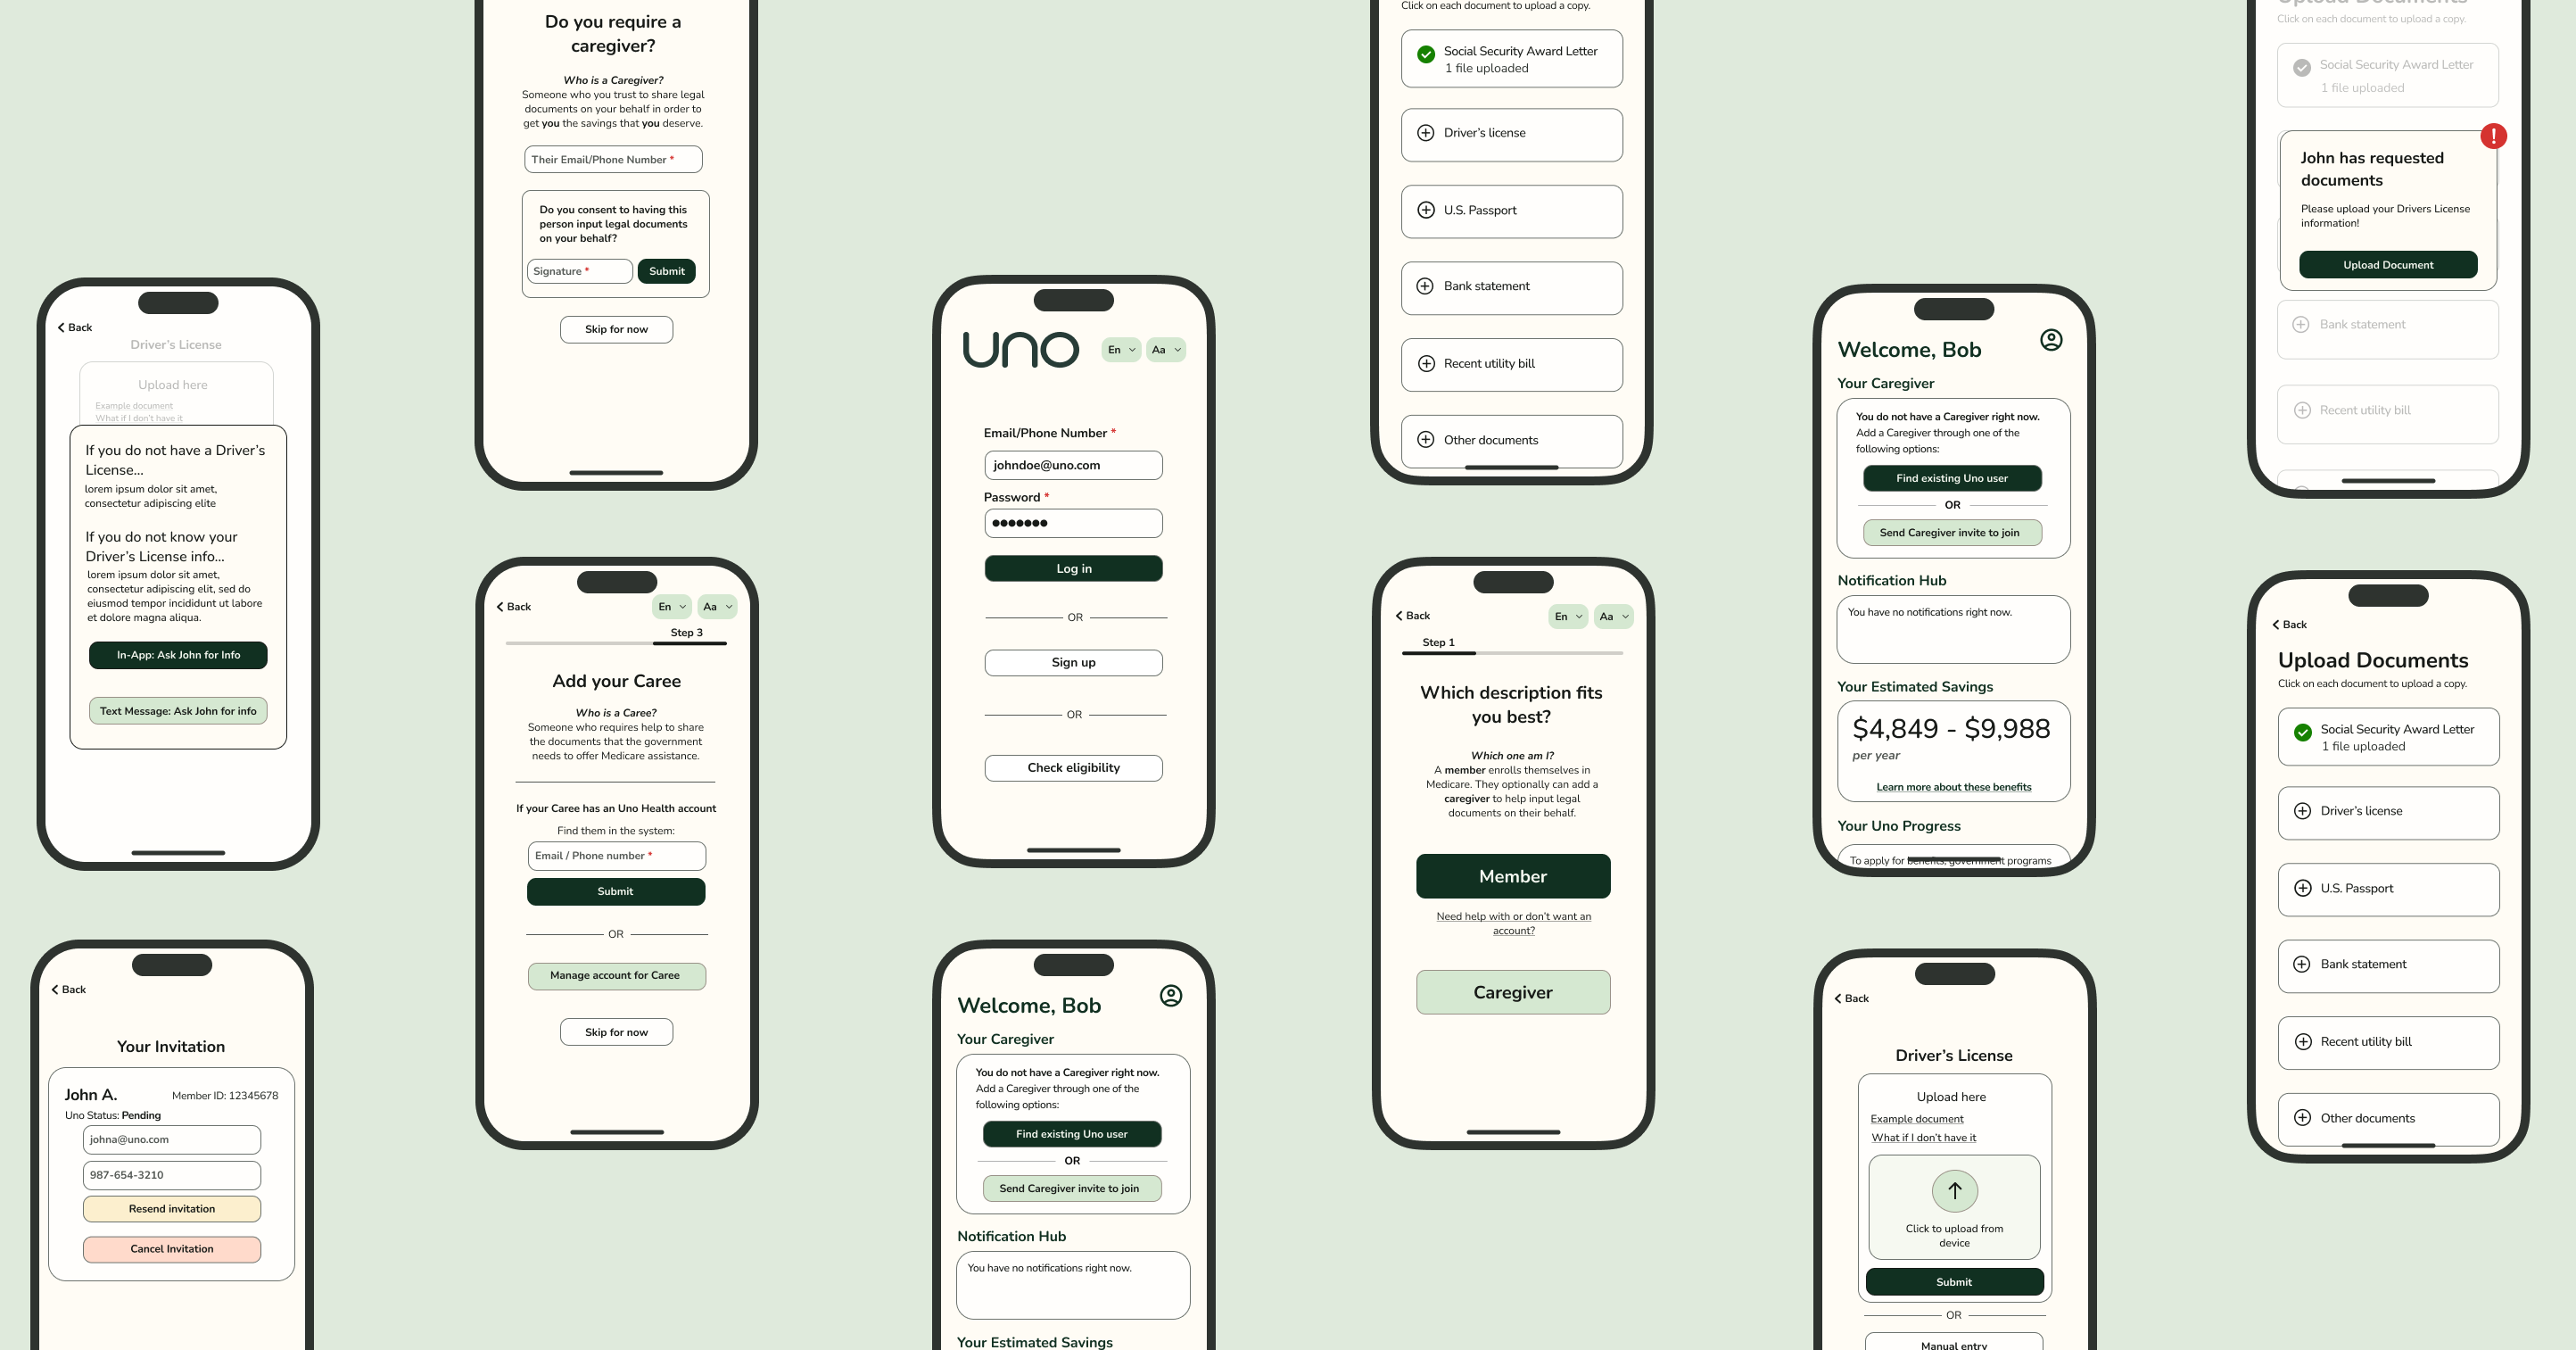 Back
Driver's License
Upload here
Example document
What if I don't have it
If you do not have a Driver's
License...
lorem ipsum dolor sit amet,
consectetur adipiscing elite
If you do not know your
Driver's License info...
lorem ipsum dolor sit amet,
consectetur adipiscing elit, sed do
eiusmod tempor incididunt ut labore
et dolore magna aliqua.
In-App: Ask John for Info
Text Message: Ask John for info
Back
Your Invitation
John A.
Member ID: 12345678
Uno Status: Pending
johna@uno.com
987-654-3210
Resend invitation
Cancel Invitation
Do you require a
caregiver?
Who is a Caregiver?
Someone who you trust to share legal
documents on your behalf in order to
get you the savings that you deserve.
Their Email/Phone Number *
Do you consent to having this
person input legal documents
on your behalf?
Signature *
Submit
Skip for now
Back
En
Aa
Step 3
Add your Caree
Who is a Caree?
Someone who requires help to share
the documents that the government
needs to offer Medicare assistance.
If your Caree has an Uno Health account
Find them in the system:
Email / Phone number *
Submit
OR
Manage account for Caree
Skip for now
uno
En
Aa
Email/Phone Number *
johndoe@uno.com
Password *
Log in
OR
Sign up
OR
Check eligibility
Welcome, Bob
Your Caregiver
You do not have a Caregiver right now.
Add a Caregiver through one of the
following options:
Find existing Uno user
OR
Send Caregiver invite to join
Notification Hub
You have no notifications right now.
Your Estimated Savings
Click on each document to upload a copy.
Social Security Award Letter
1 file uploaded
Driver's license
U.S. Passport
Bank statement
Recent utility bill
Other documents
Back
En
Aa
Step 1
Which description fits
you best?
Which one am I?
A member enrolls themselves in
Medicare. They optionally can add a
caregiver to help input legal
documents on their behalf.
Member
Need help with or don't want an
account?
Caregiver
Welcome, Bob
Your Caregiver
You do not have a Caregiver right now.
Add a Caregiver through one of the
following options:
Find existing Uno user
OR
Send Caregiver invite to join
Notification Hub
You have no notifications right now.
Your Estimated Savings
$4,849 - $9,988
per year
Learn more about these benefits
Your Uno Progress
To apply for benefits, government programs
Back
Driver's License
Upload here
Example document
What if I don't have it
Click to upload from
device
Submit
OR
Manual entry
Upload Documents
Click on each document to upload a copy.
Social Security Award Letter
1 file uploaded
!
John has requested
documents
Please upload your Drivers License
information!
Upload Document
Bank statement
Recent utility bill
Back
Upload Documents
Click on each document to upload a copy.
Social Security Award Letter
1 file uploaded
Driver's license
U.S. Passport
Bank statement
Recent utility bill
Other documents